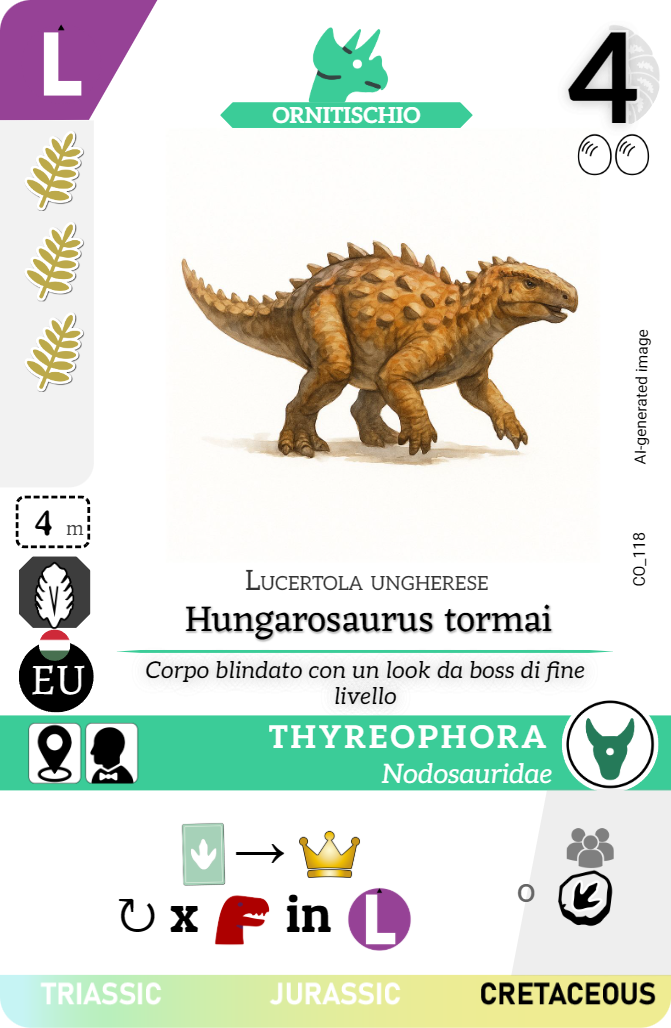 L
ORNITISCHIO
4
AI-generated image
4 m
CO_118
LUCERTOLA UNGHERESE
Hungarosaurus tormai
EU
Corpo blindato con un look da boss di fine
livello
THYREOPHORA
Nodosauridae
→
↻ x in L
o
TRIASSIC JURASSIC CRETACEOUS